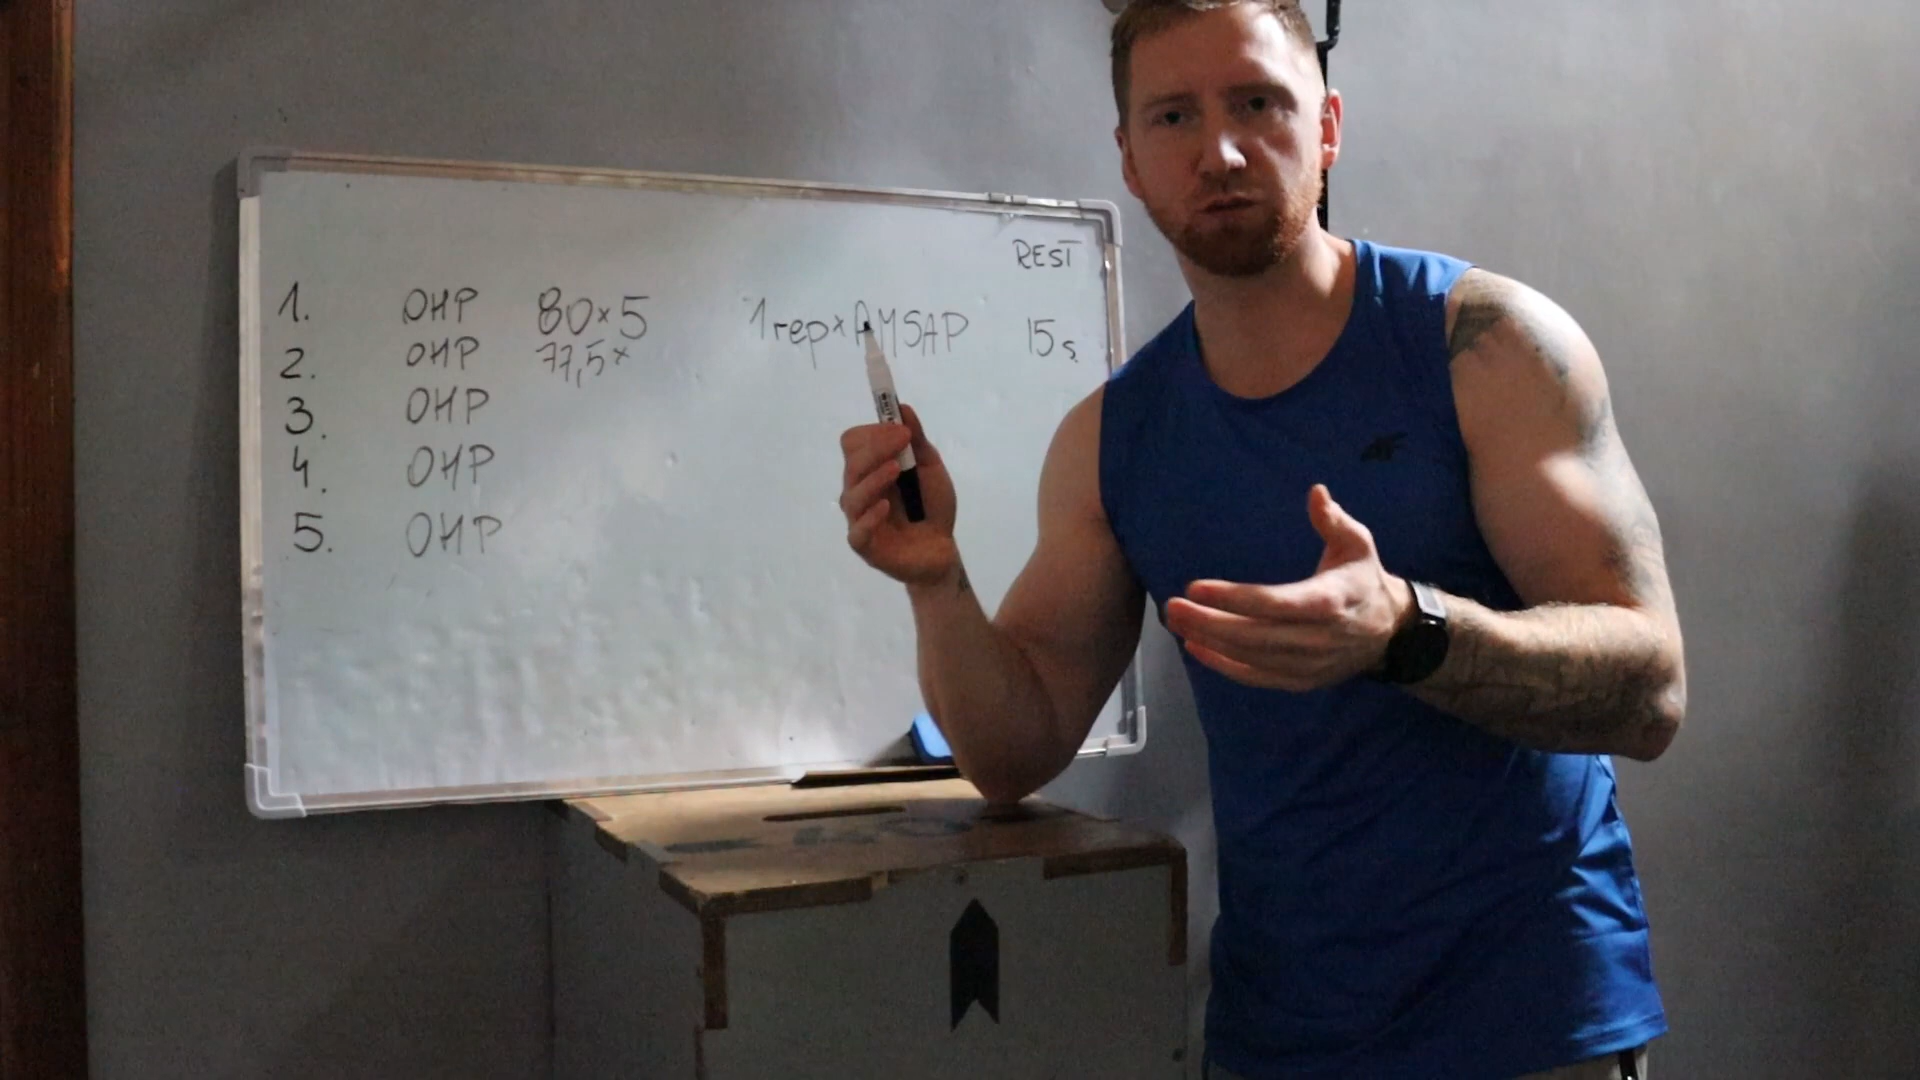 REST
1. OHP 80×5 1rep×AMSAP 15s
2. OHP 77,5×
3. OHP
4. OHP
5. OHP